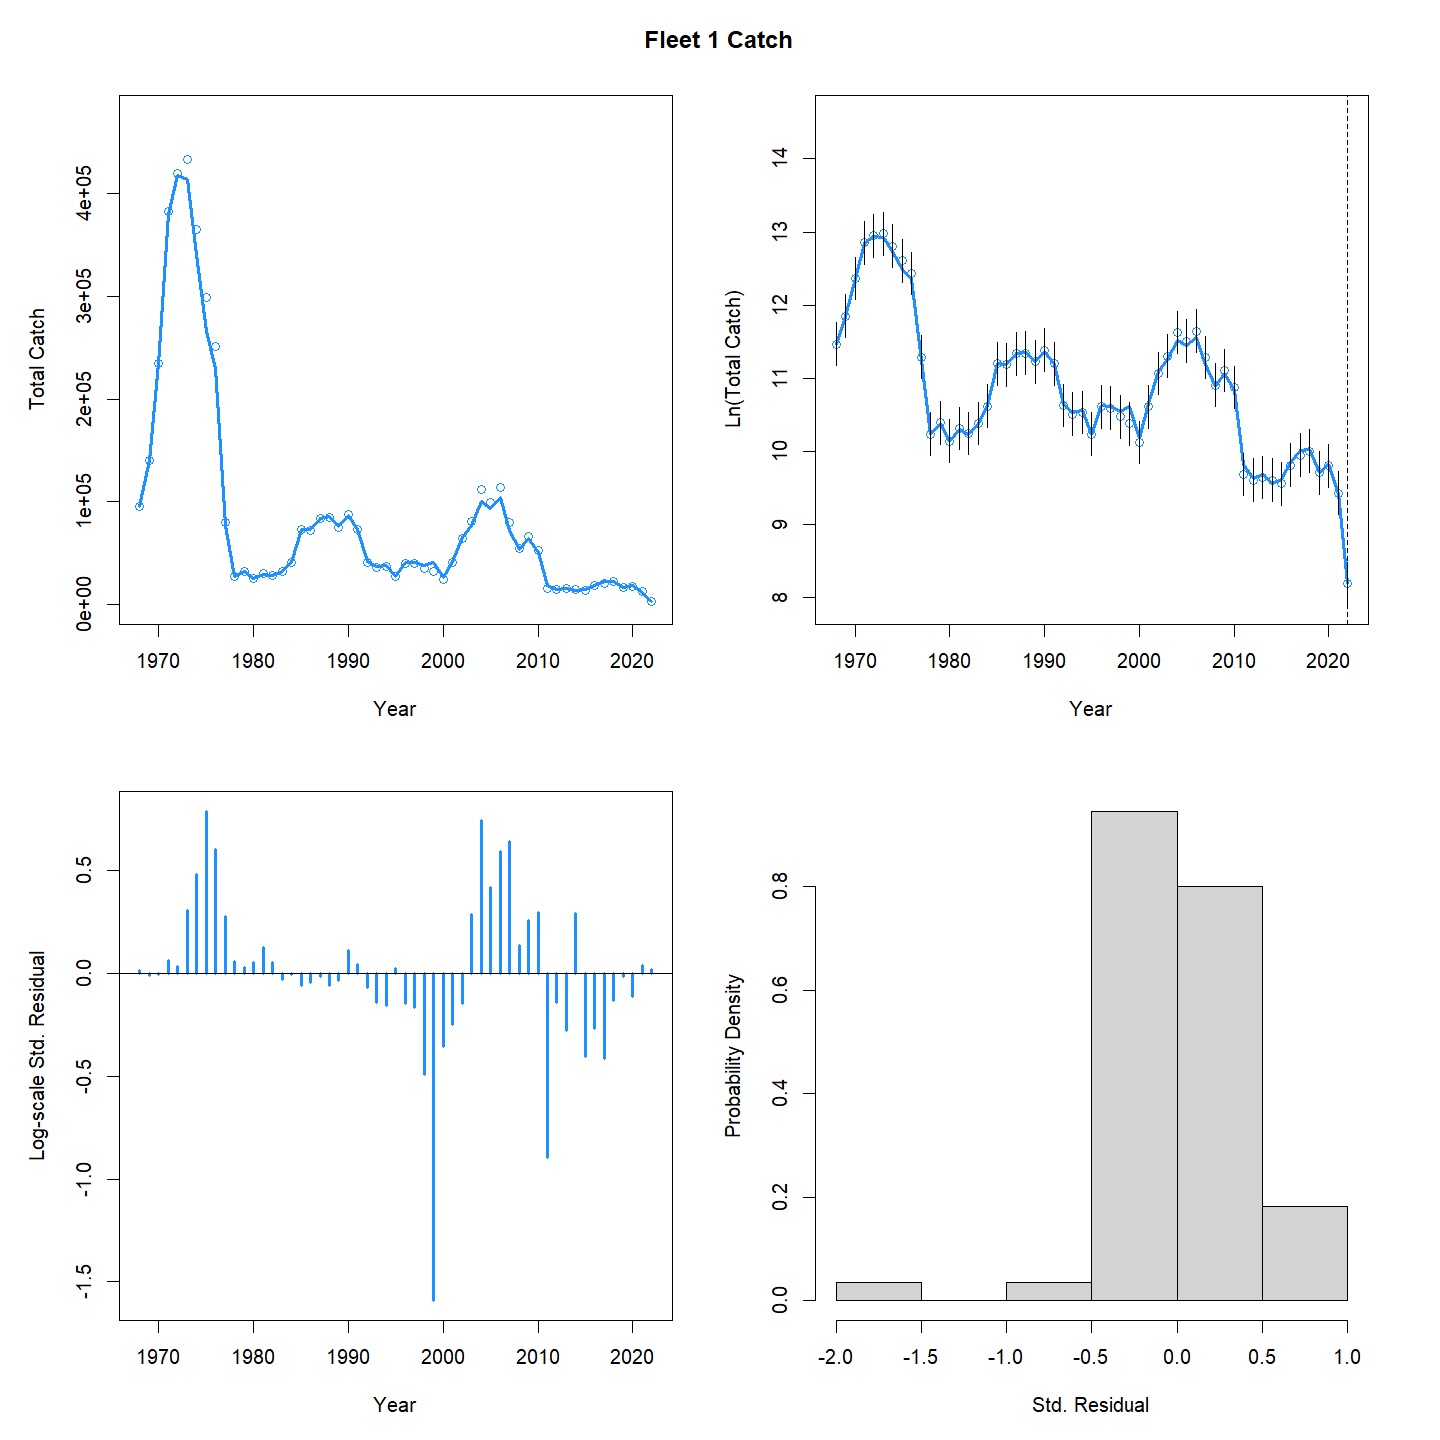 Fleet 1 Catch
Total Catch
0e+00 1e+05 2e+05 3e+05 4e+05
1970 1980 1990 2000 2010 2020
Year
Ln(Total Catch)
8 9 10 11 12 13 14
1970 1980 1990 2000 2010 2020
Year
Log-scale Std. Residual
-1.5 -1.0 -0.5 0.0 0.5
1970 1980 1990 2000 2010 2020
Year
Probability Density
0.0 0.2 0.4 0.6 0.8
-2.0 -1.5 -1.0 -0.5 0.0 0.5 1.0
Std. Residual